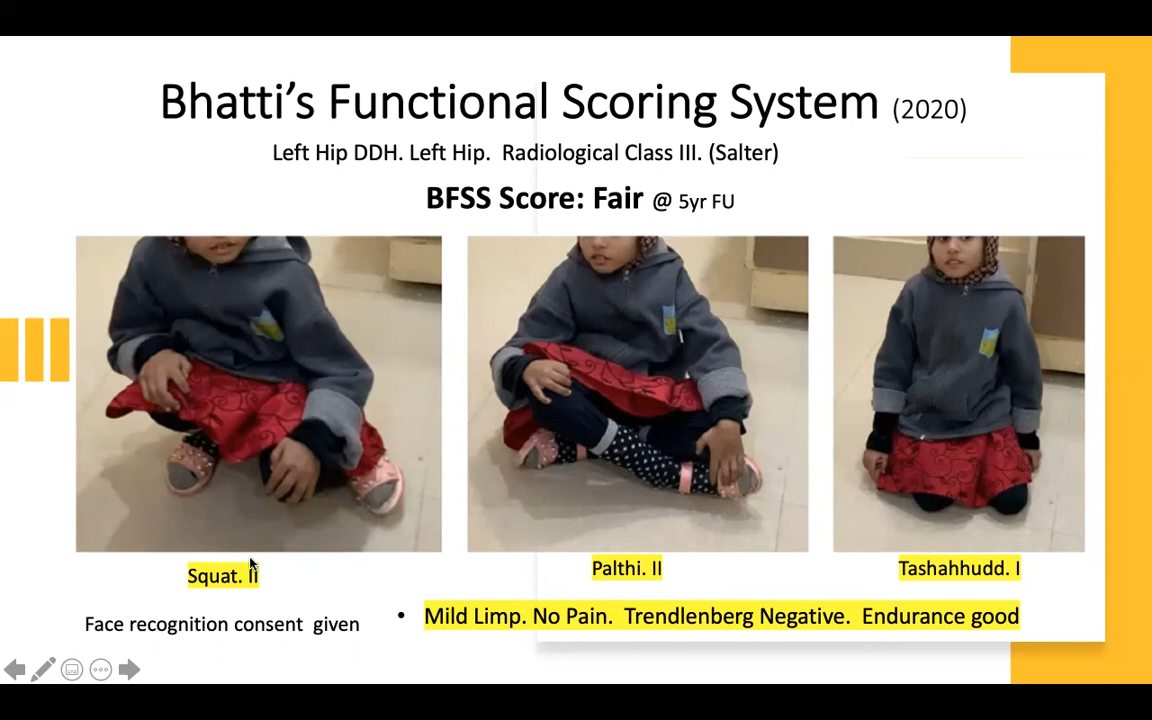 Bhatti's Functional Scoring System (2020)
Left Hip DDH. Left Hip. Radiological Class III. (Salter)
BFSS Score: Fair @ 5yr FU
Squat. II
Palthi. II
Tashahhudd. I
Face recognition consent given
• Mild Limp. No Pain. Trendlenberg Negative. Endurance good